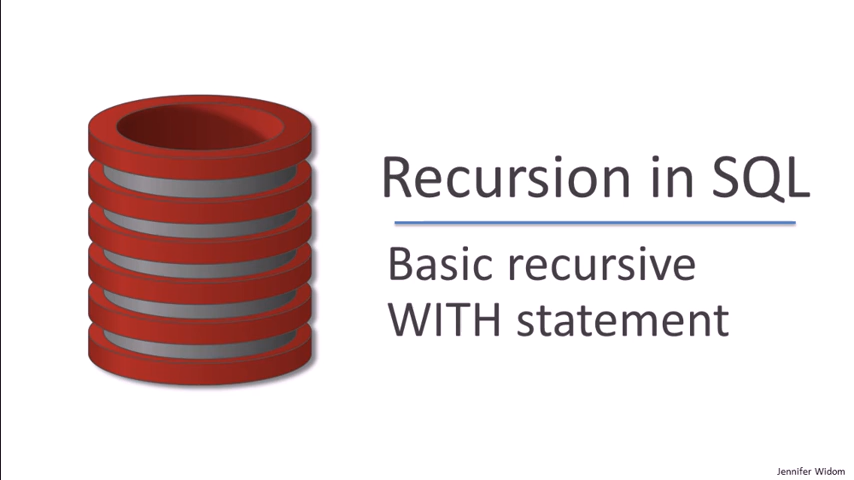 Recursion in SQL
Basic recursive
WITH statement
Jennifer Widom